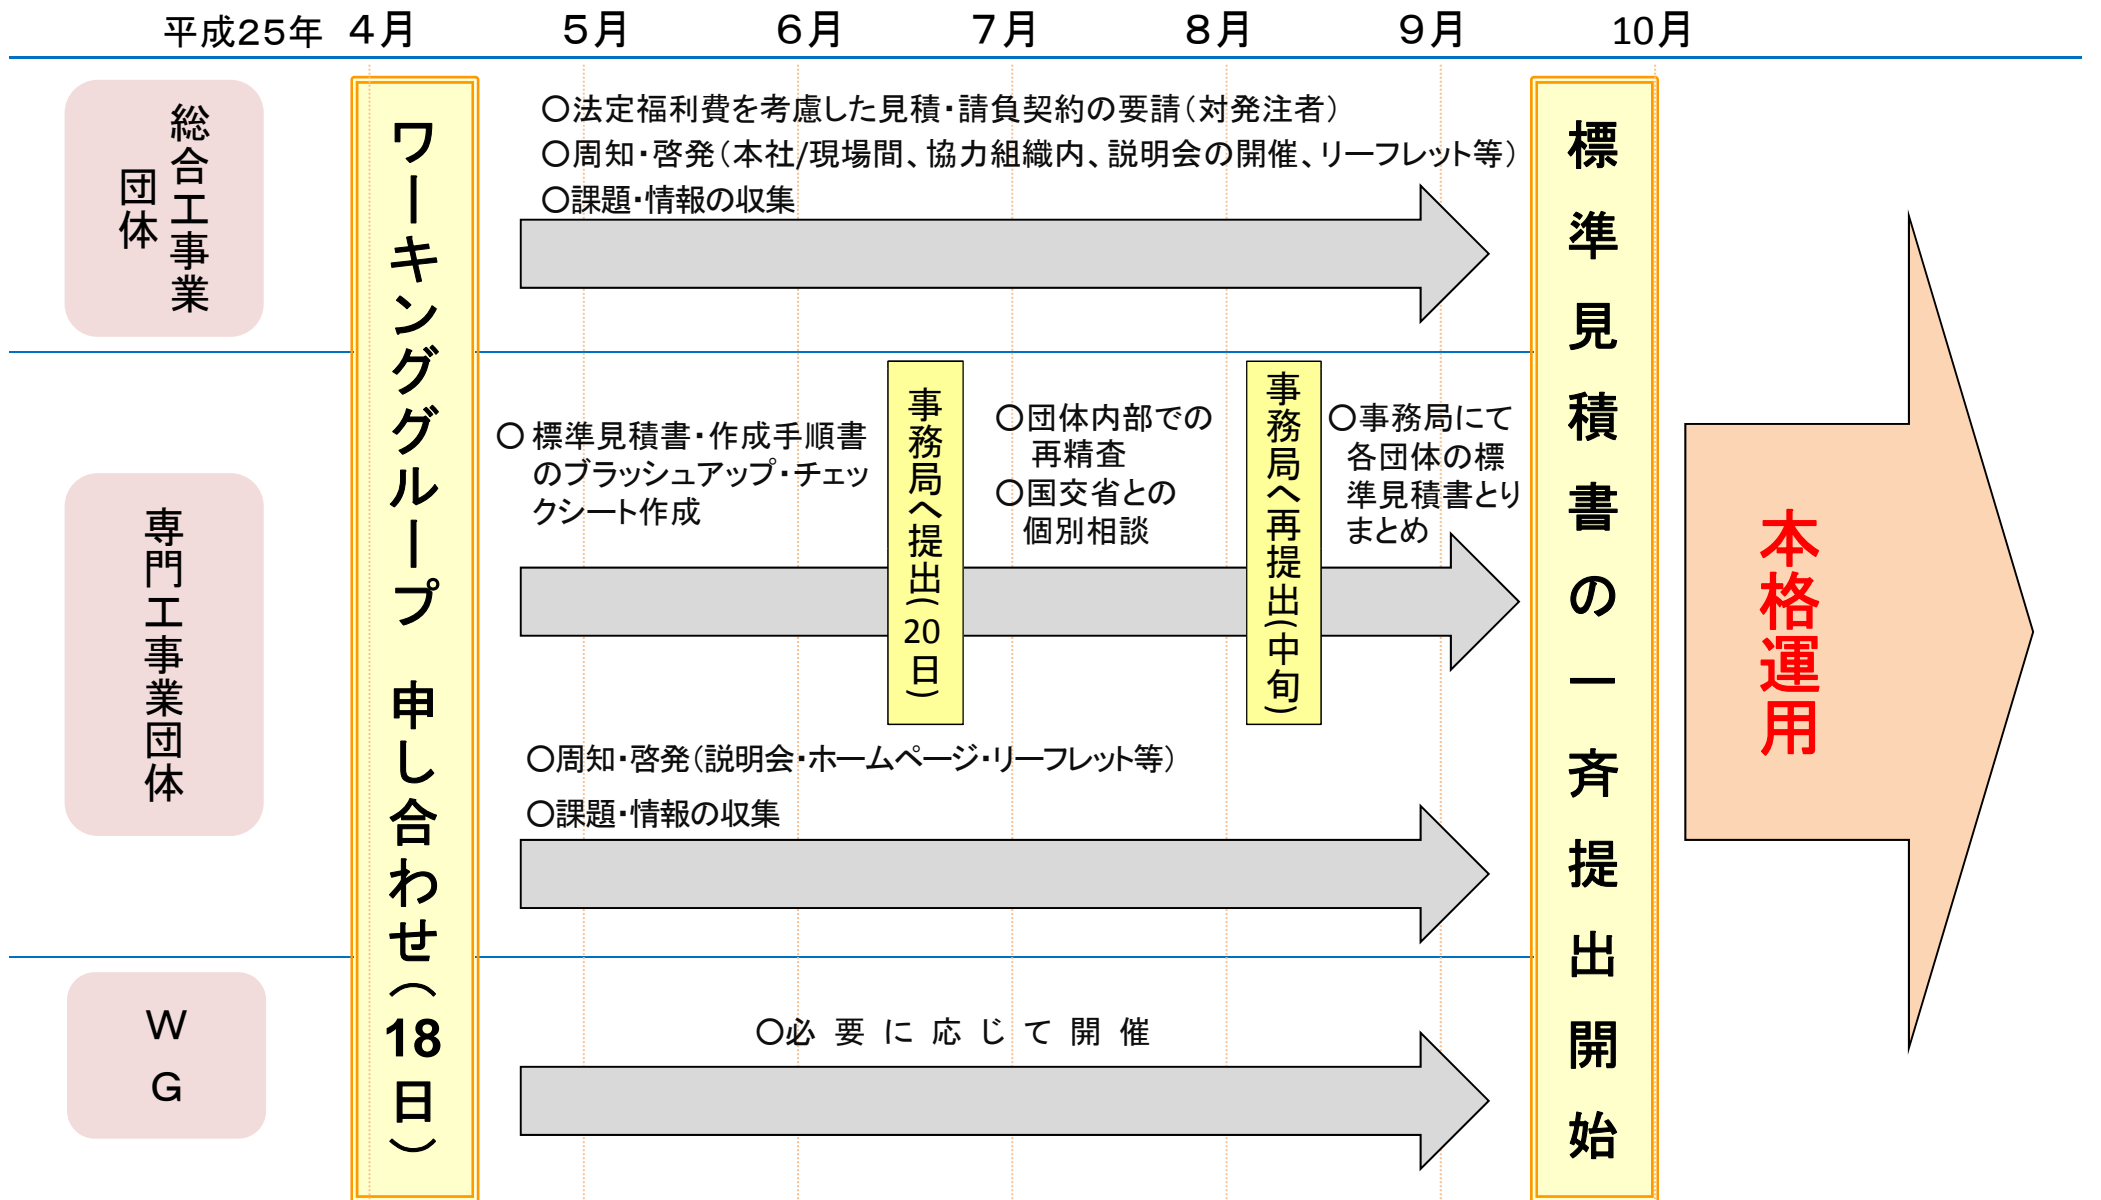 平成25年 4月 5月 6月 7月 8月 9月 10月
総合工事業
団体
ワーキンググループ 申し合わせ(18日)
○法定福利費を考慮した見積・請負契約の要請(対発注者)
○周知・啓発(本社/現場間、協力組織内、説明会の開催、リーフレット等)
○課題・情報の収集
専門工事業団体
○ 標準見積書・作成手順書
のブラッシュアップ・チェッ
クシート作成
事務局へ提出(20日)
○団体内部での
再精査
○国交省との
個別相談
事務局へ再提出(中旬)
○事務局にて
各団体の標
準見積書とり
まとめ
○周知・啓発(説明会・ホームページ・リーフレット等)
○課題・情報の収集
WG
○必要に応じて開催
標準見積書の一斉提出開始
本格運用